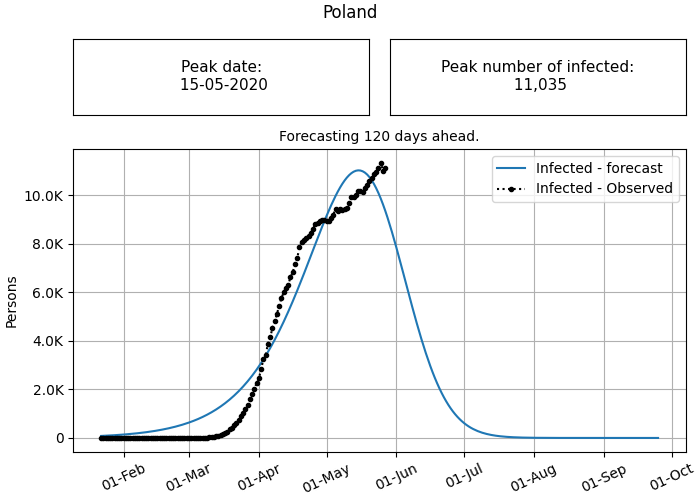 Poland
Peak date:
15-05-2020
Peak number of infected:
11,035
Forecasting 120 days ahead.
Infected - forecast
Infected - Observed
10.0K
8.0K
6.0K
4.0K
2.0K
0
Persons
01-Feb
01-Mar
01-Apr
01-May
01-Jun
01-Jul
01-Aug
01-Sep
01-Oct